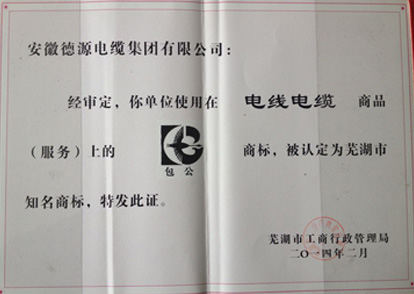 安徽德源电缆集团有限公司：
经审定，你单位使用在 电线电缆 商品
（服务）上的 包公 商标，被认定为芜湖市
知名商标，特发此证。
芜湖市工商行政管理局
二〇一四年二月